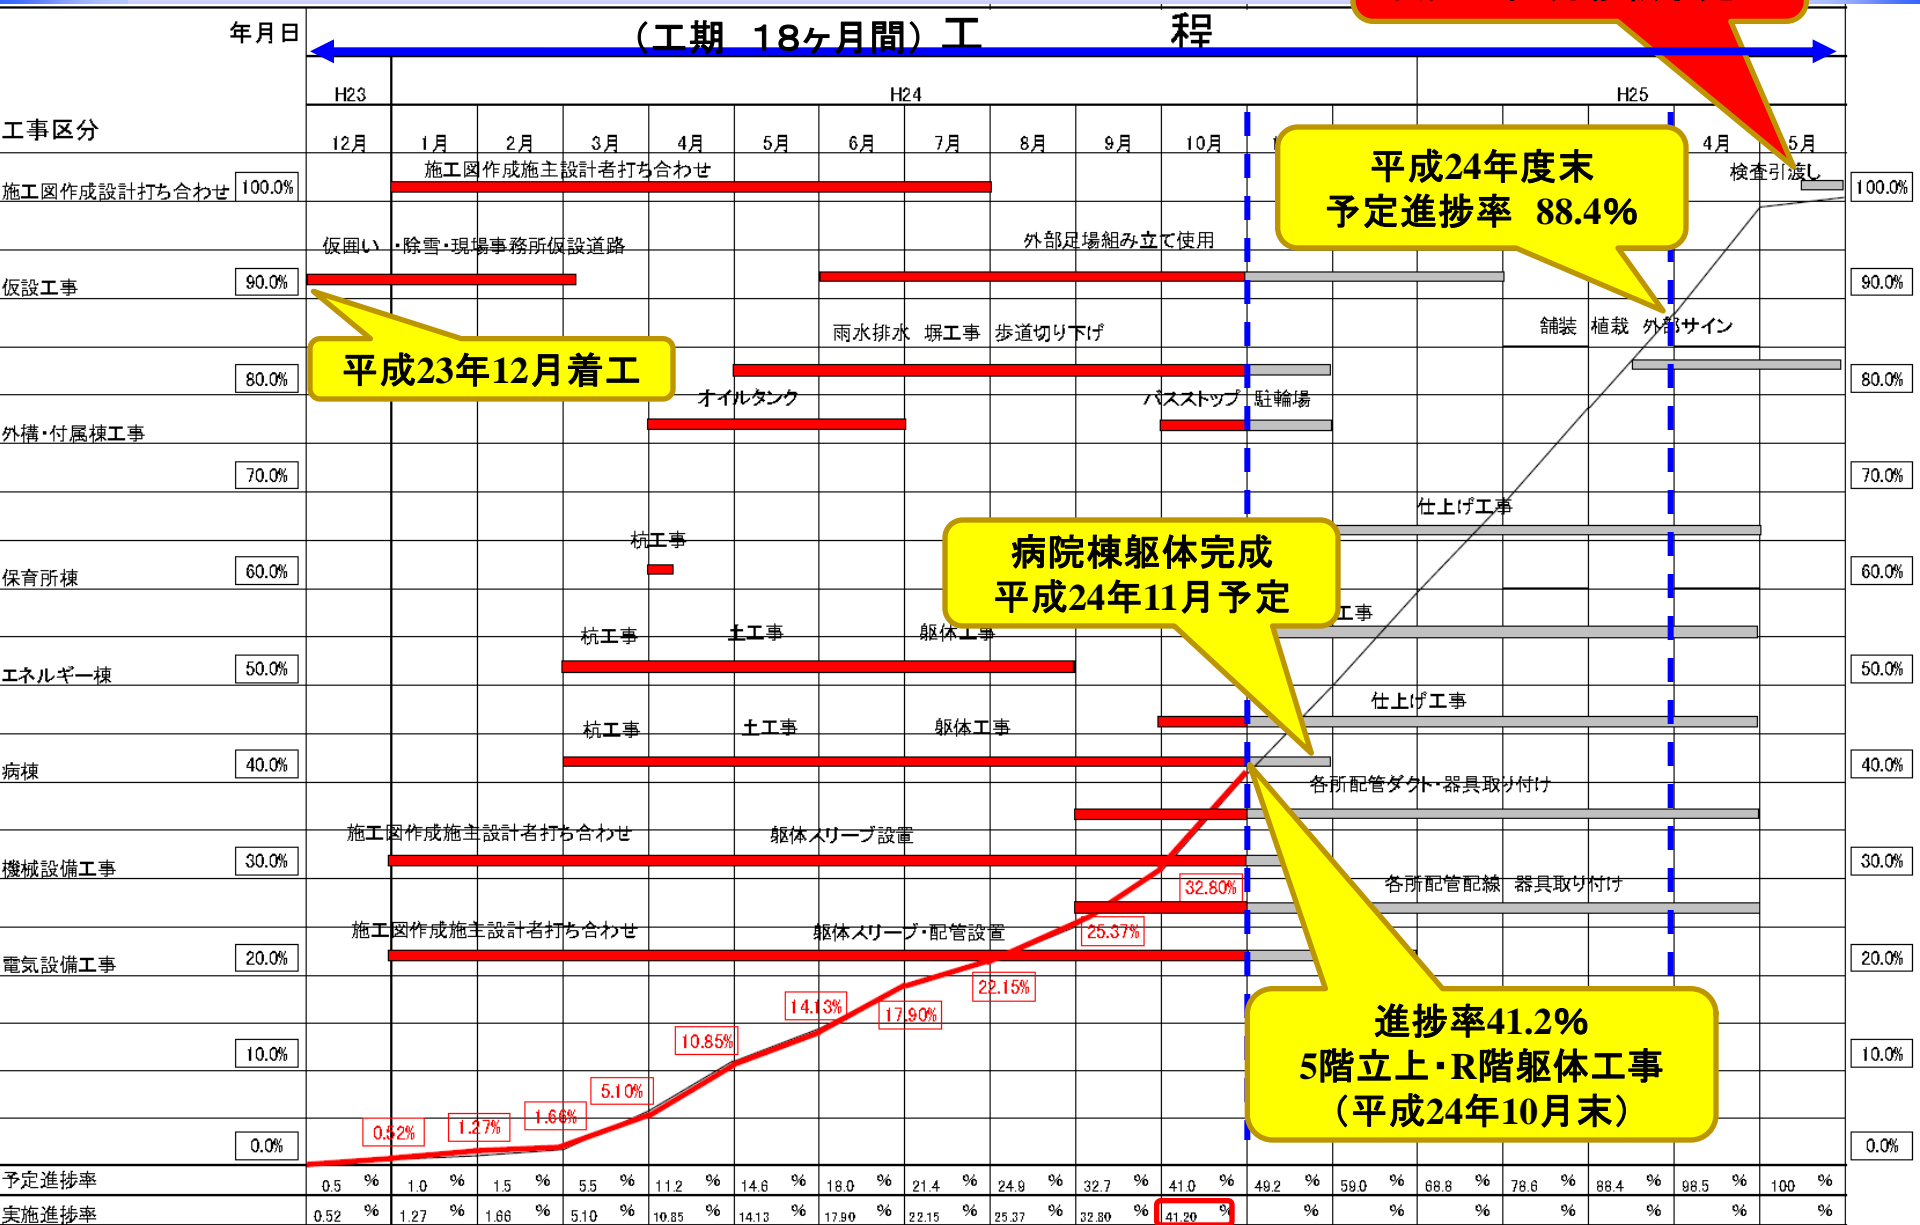 年月日
（工期　18ヶ月間）工　程
H23
H24
H25
工事区分
12月 1月 2月 3月 4月 5月 6月 7月 8月 9月 10月 4月 5月
平成24年度末
予定進捗率 88.4%
施工図作成施主設計者打ち合わせ
検査引渡し
施工図作成設計打ち合わせ 100.0% 100.0%
仮囲い ・除雪・現場事務所仮設道路
外部足場組み立て使用
仮設工事 90.0% 90.0%
雨水排水 塀工事 歩道切り下げ
舗装 植栽 外部サイン
平成23年12月着工
80.0% 80.0%
オイルタンク
バスストップ 駐輪場
外構・付属棟工事
70.0% 70.0%
仕上げ工事
杭工事
病院棟躯体完成
平成24年11月予定
保育所棟 60.0% 60.0%
工事
杭工事 土工事 躯体工事
エネルギー棟 50.0% 50.0%
仕上げ工事
杭工事 土工事 躯体工事
病棟 40.0% 40.0%
各所配管ダクト・器具取り付け
施工図作成施主設計者打ち合わせ 躯体スリーブ設置
機械設備工事 30.0% 30.0%
32.80%
各所配管配線 器具取り付け
25.37%
施工図作成施主設計者打ち合わせ 躯体スリーブ・配管設置
電気設備工事 20.0% 20.0%
22.15%
14.13%
17.90%
10.85%
進捗率41.2%
5階立上・R階躯体工事
（平成24年10月末）
10.0% 10.0%
5.10%
1.66%
1.27%
0.52%
0.0% 0.0%
予定進捗率 0.5 % 1.0 % 1.5 % 5.5 % 11.2 % 14.6 % 18.0 % 21.4 % 24.9 % 32.7 % 41.0 % 49.2 % 59.0 % 68.8 % 78.6 % 88.4 % 98.5 % 100 %
実施進捗率 0.52 % 1.27 % 1.66 % 5.10 % 10.85 % 14.13 % 17.90 % 22.15 % 25.37 % 32.80 % 41.20 % % % % % % % %